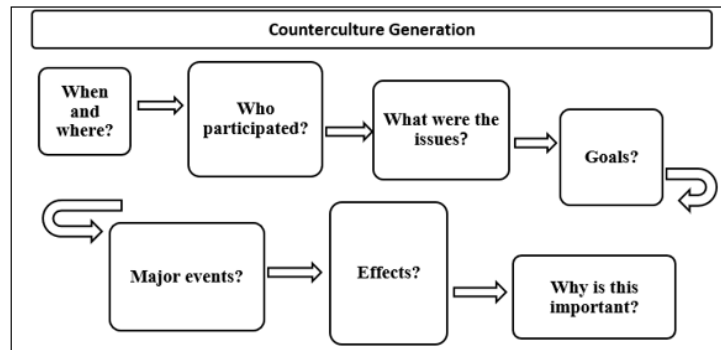 Counterculture Generation
When
and
where?
Who
participated?
What were the
issues?
Goals?
Major events?
Effects?
Why is this
important?